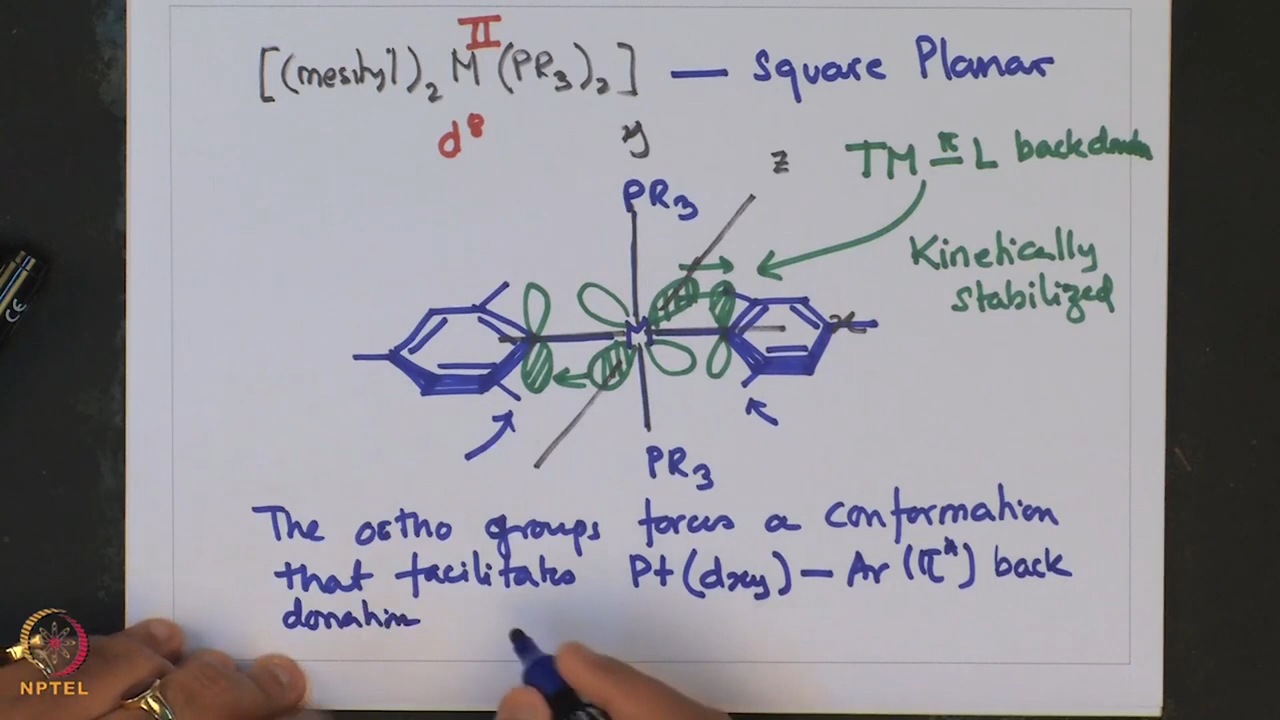 [(mesityl)₂ M^II (PR₃)₂] — Square Planar
d⁸
y
z
TM π L backdonation
PR₃
Kinetically
stabilized
M
x
PR₃
The ortho groups forces a conformation
that facilitates Pt(dxy) — Ar(π*) back
donation
NPTEL